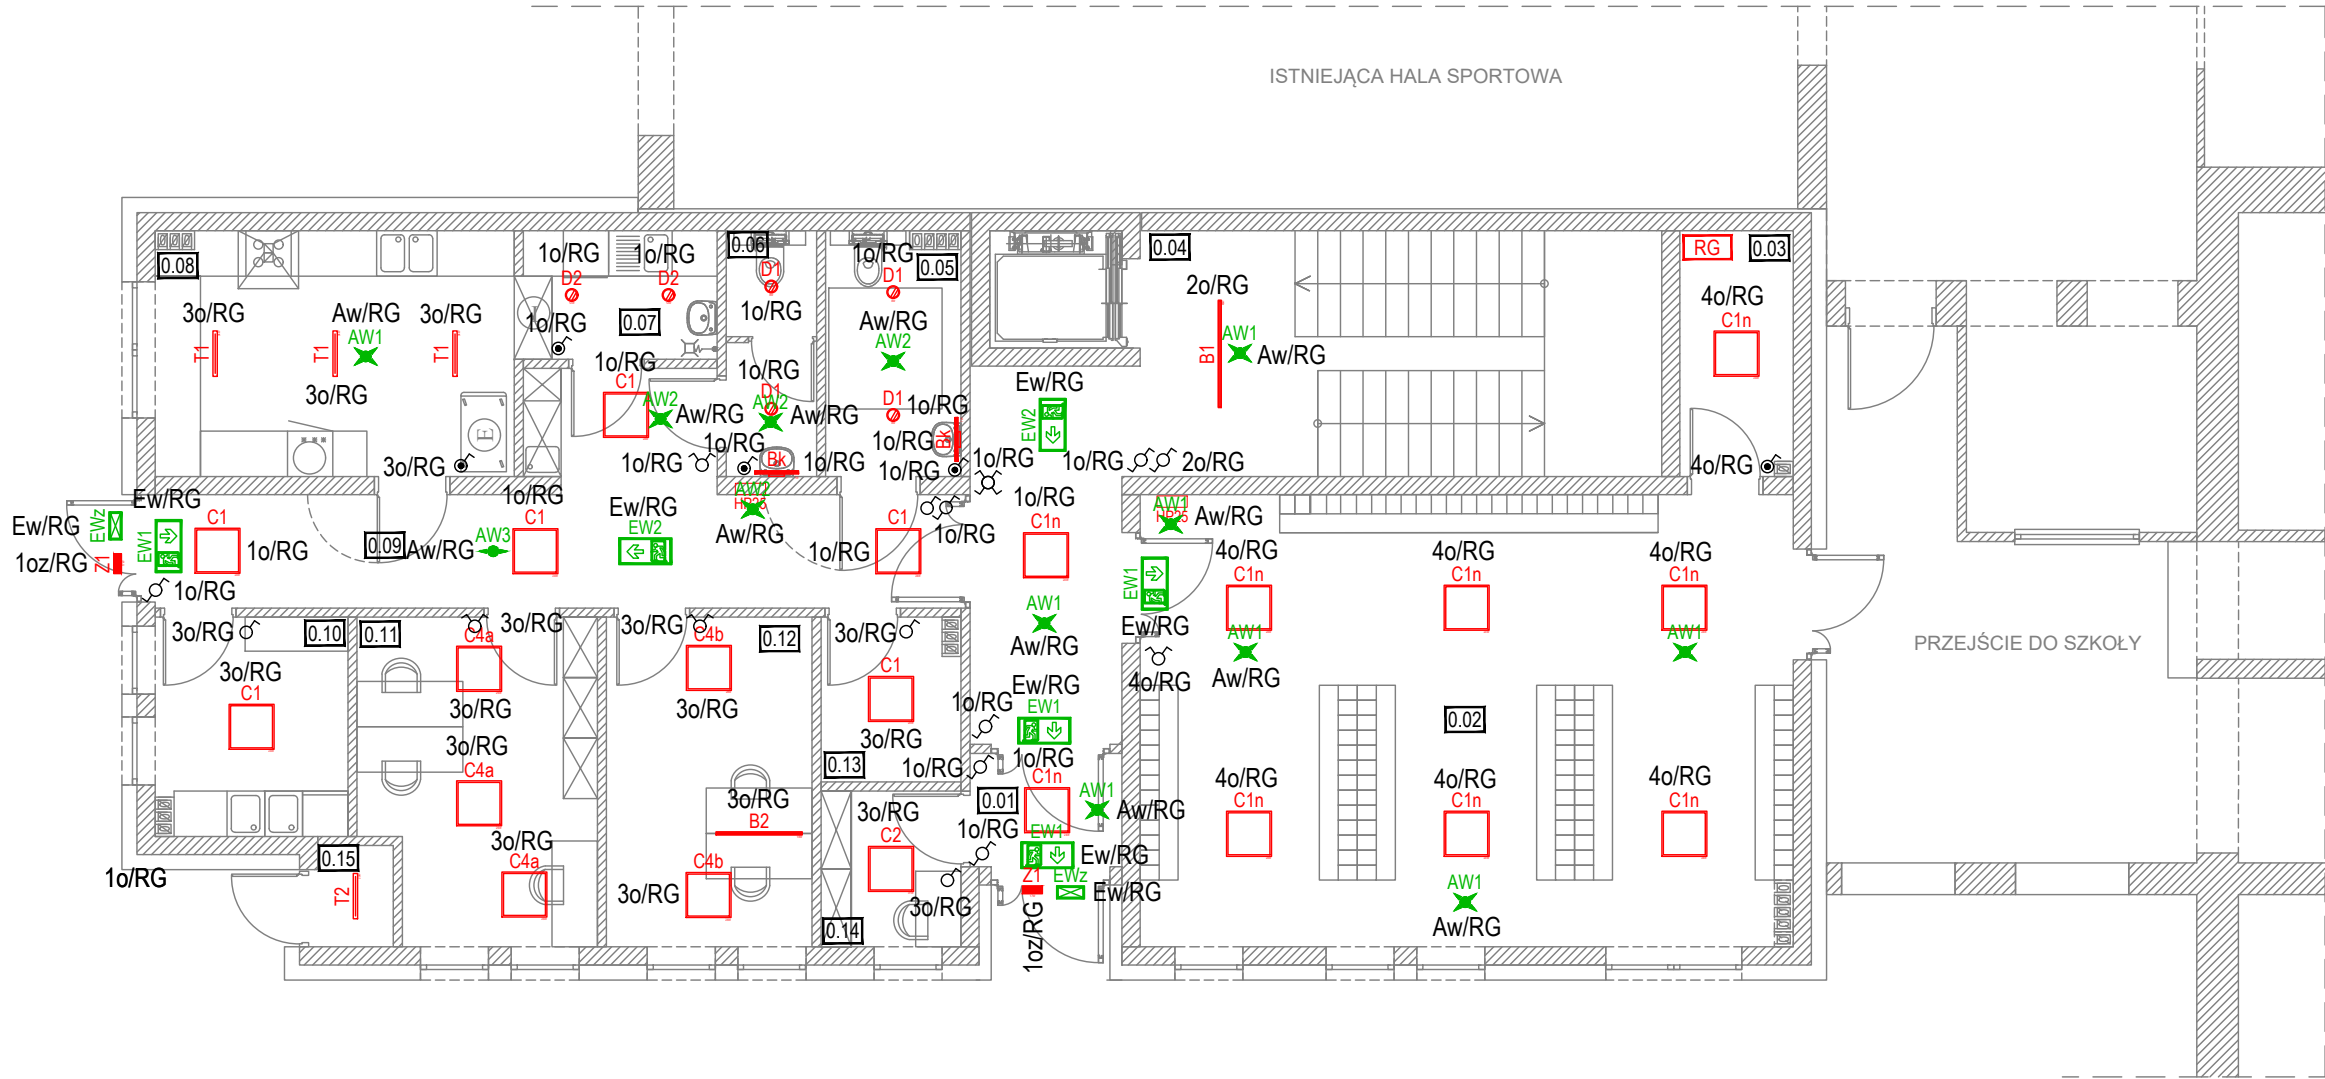 ISTNIEJĄCA HALA SPORTOWA
0.08
3o/RG
T1
Aw/RG
AW1
T1
3o/RG
3o/RG
T1
3o/RG
1o/RG
D2
1o/RG
D2
1o/RG
0.07
1o/RG
C1
AW2
Aw/RG
1o/RG
0.06
D1
1o/RG
1o/RG
D1
AW2
Aw/RG
1o/RG
Bk
1o/RG
1o/RG
0.05
D1
Aw/RG
AW2
D1
1o/RG
1o/RG
Bk
1o/RG
0.04
2o/RG
B1
AW1
Aw/RG
Ew/RG
EW2
1o/RG
1o/RG
2o/RG
RG
0.03
4o/RG
C1n
4o/RG
Ew/RG
EWz
Ew/RG
EW1
1oz/RG
Z1
C1
1o/RG
1o/RG
0.09
Aw/RG
AW3
1o/RG
C1
Ew/RG
EW2
AW2
HP25
Aw/RG
1o/RG
C1
1o/RG
1o/RG
C1n
AW1
Aw/RG
AW1
HP25
Aw/RG
EW1
Ew/RG
4o/RG
4o/RG
C1n
4o/RG
C1n
4o/RG
C1n
AW1
Aw/RG
AW1
PRZEJŚCIE DO SZKOŁY
3o/RG
0.10
3o/RG
C1
0.11
C4a
3o/RG
3o/RG
3o/RG
C4a
3o/RG
C4a
3o/RG
C4b
0.12
3o/RG
3o/RG
B2
C4b
3o/RG
3o/RG
C1
3o/RG
0.13
1o/RG
1o/RG
Ew/RG
EW1
1o/RG
C1n
0.01
AW1
Aw/RG
1o/RG
EW1
Ew/RG
EWz
Ew/RG
Z1
1oz/RG
3o/RG
C2
3o/RG
0.14
0.02
4o/RG
C1n
4o/RG
C1n
4o/RG
C1n
AW1
Aw/RG
0.15
1o/RG
T2
E